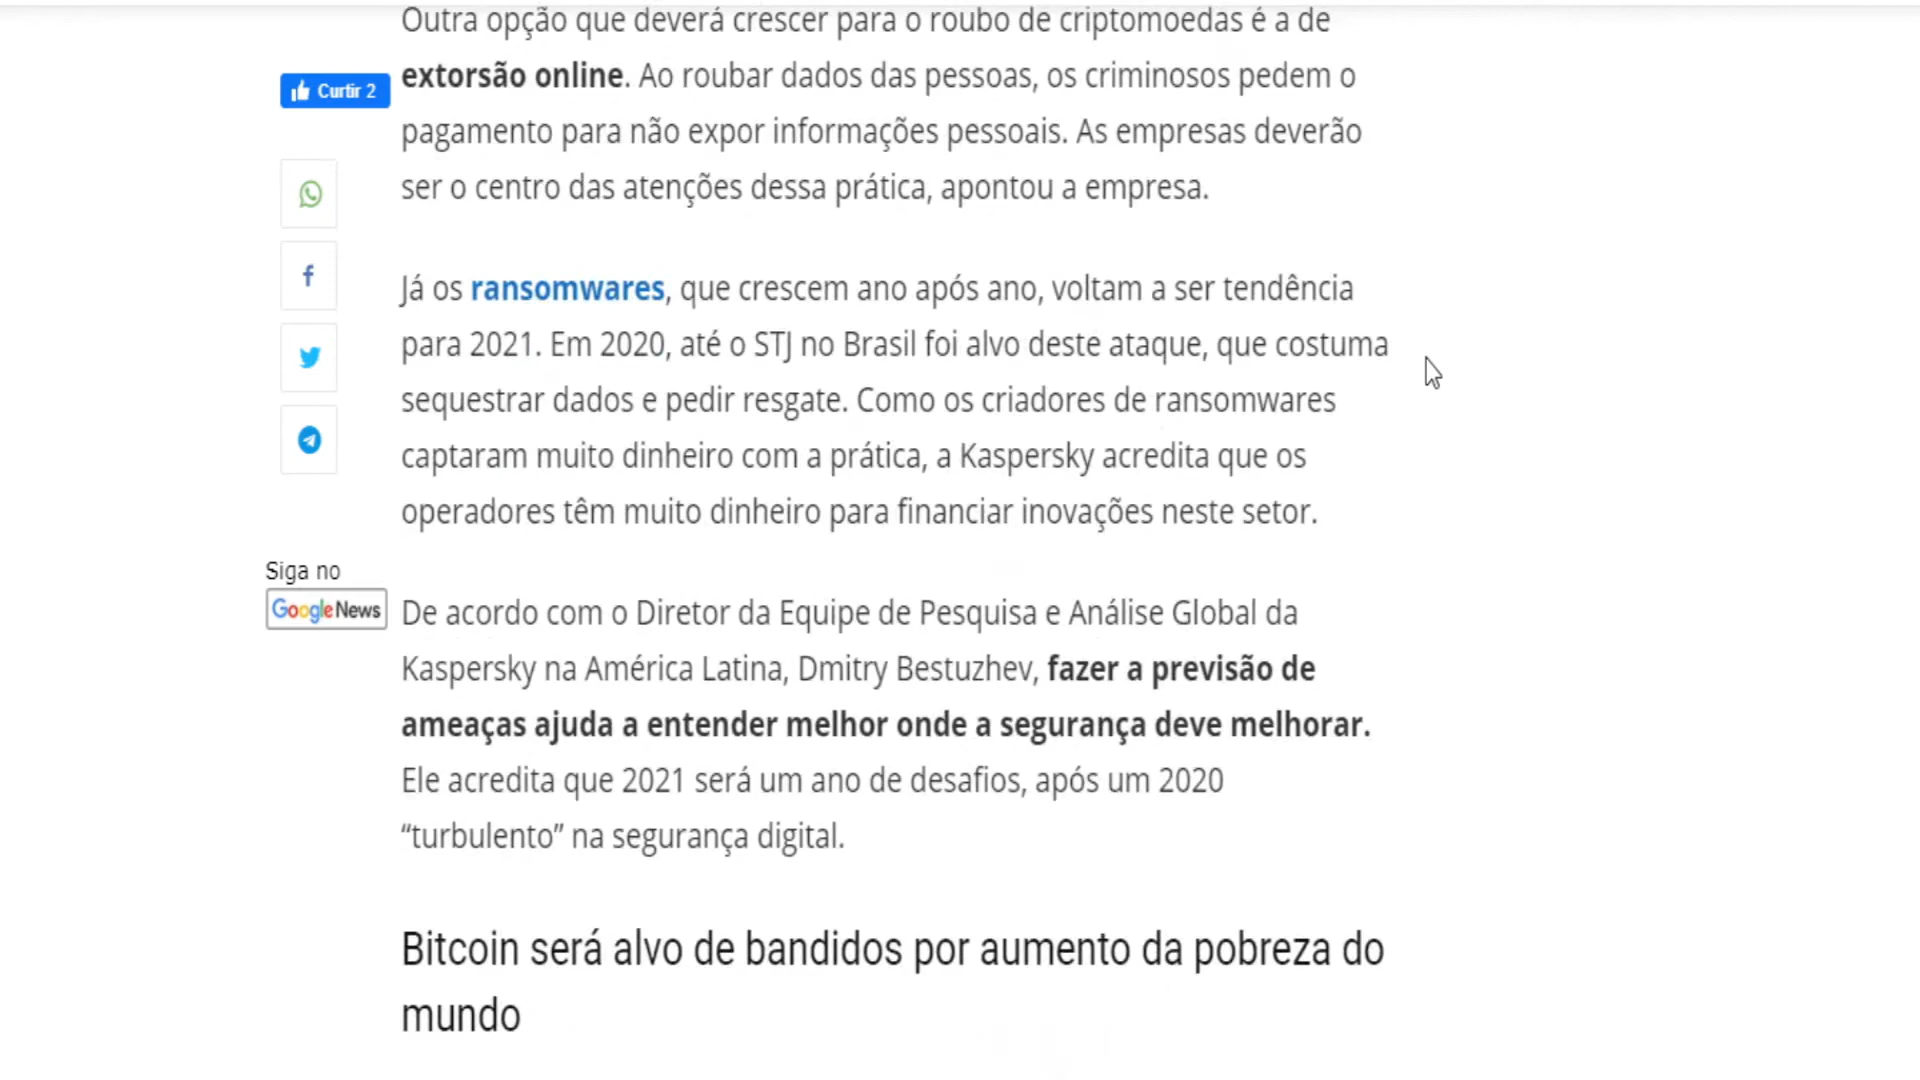 Outra opção que deverá crescer para o roubo de criptomoedas é a de
extorsão online. Ao roubar dados das pessoas, os criminosos pedem o
pagamento para não expor informações pessoais. As empresas deverão
ser o centro das atenções dessa prática, apontou a empresa.
Curtir 2
Já os ransomwares, que crescem ano após ano, voltam a ser tendência
para 2021. Em 2020, até o STJ no Brasil foi alvo deste ataque, que costuma
sequestrar dados e pedir resgate. Como os criadores de ransomwares
captaram muito dinheiro com a prática, a Kaspersky acredita que os
operadores têm muito dinheiro para financiar inovações neste setor.
Siga no
Google News
De acordo com o Diretor da Equipe de Pesquisa e Análise Global da
Kaspersky na América Latina, Dmitry Bestuzhev, fazer a previsão de
ameaças ajuda a entender melhor onde a segurança deve melhorar.
Ele acredita que 2021 será um ano de desafios, após um 2020
“turbulento” na segurança digital.
Bitcoin será alvo de bandidos por aumento da pobreza do
mundo